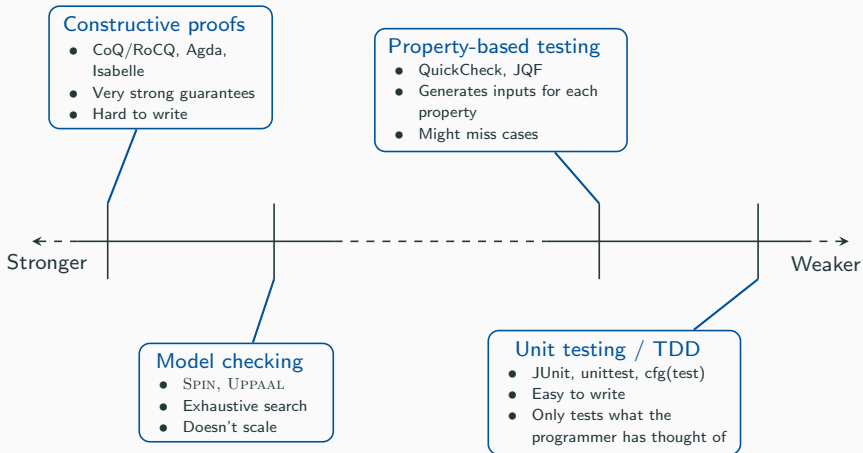 Constructive proofs
• CoQ/RoCQ, Agda,
Isabelle
• Very strong guarantees
• Hard to write
Property-based testing
• QuickCheck, JQF
• Generates inputs for each
property
• Might miss cases
Stronger
Weaker
Model checking
• SPIN, UPPAAL
• Exhaustive search
• Doesn't scale
Unit testing / TDD
• JUnit, unittest, cfg(test)
• Easy to write
• Only tests what the
programmer has thought of